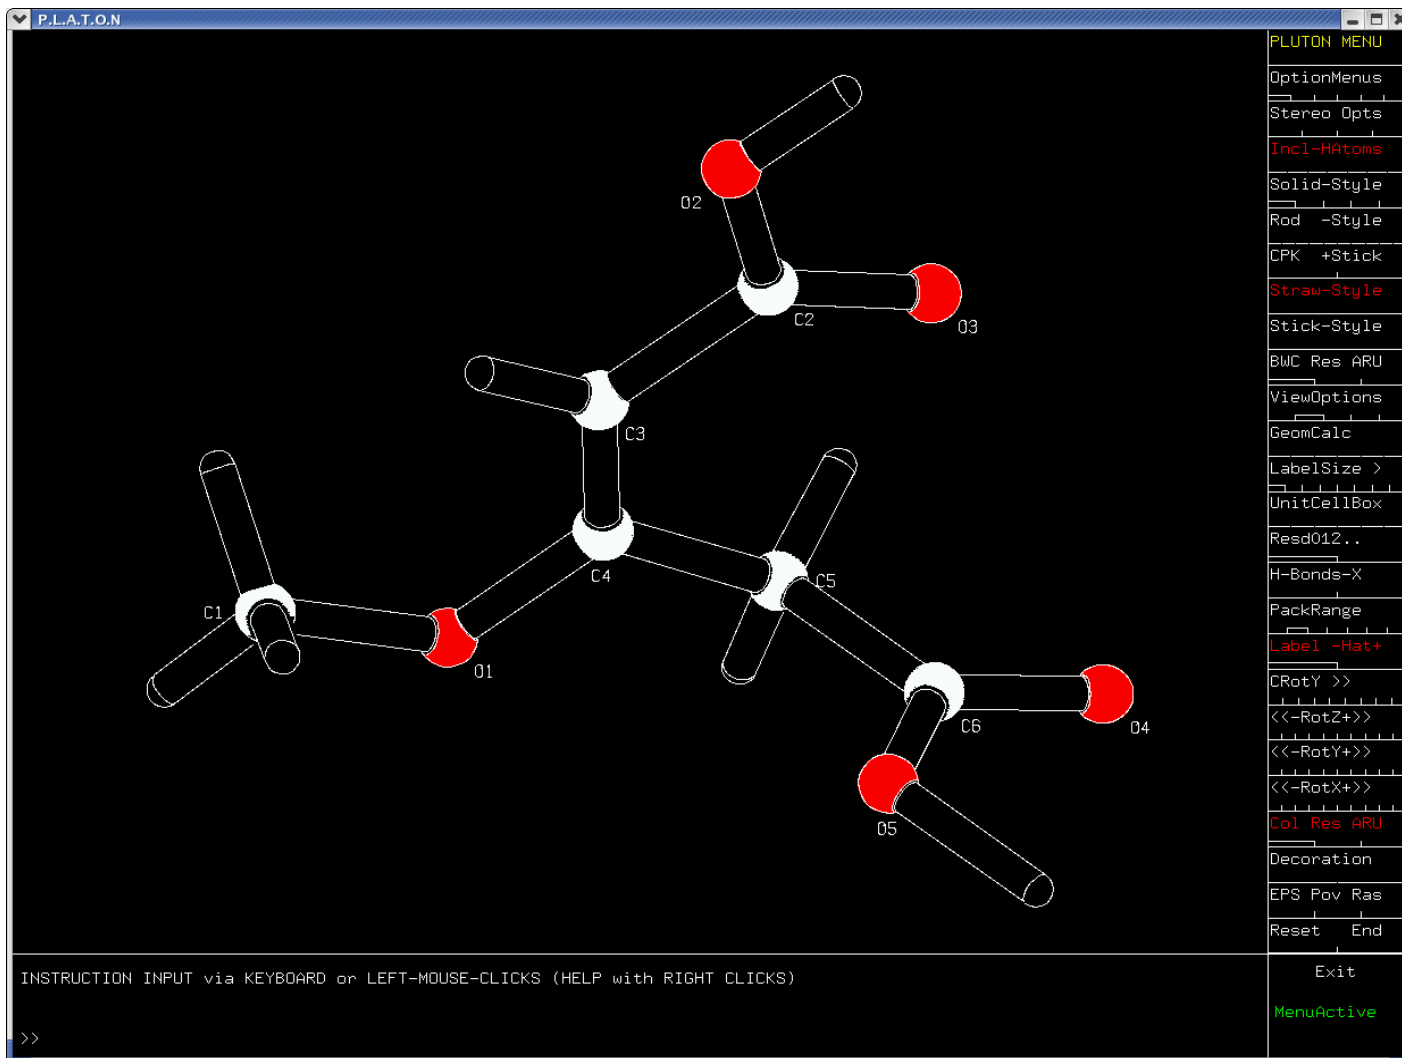 P.L.A.T.O.N
PLUTON MENU
OptionMenus
Stereo Opts
Incl-HAtoms
Solid-Style
Rod -Style
CPK +Stick
Straw-Style
Stick-Style
BWC Res ARU
ViewOptions
GeomCalc
LabelSize >
UnitCellBox
Resd012..
H-Bonds-X
PackRange
Label -Hat+
CRotY >>
<<-RotZ+>>
<<-RotY+>>
<<-RotX+>>
Col Res ARU
Decoration
EPS Pov Ras
Reset End
Exit
MenuActive
O2
C2
O3
C3
C4
C5
C1
O1
C6
O4
O5
INSTRUCTION INPUT via KEYBOARD or LEFT-MOUSE-CLICKS (HELP with RIGHT CLICKS)
>>